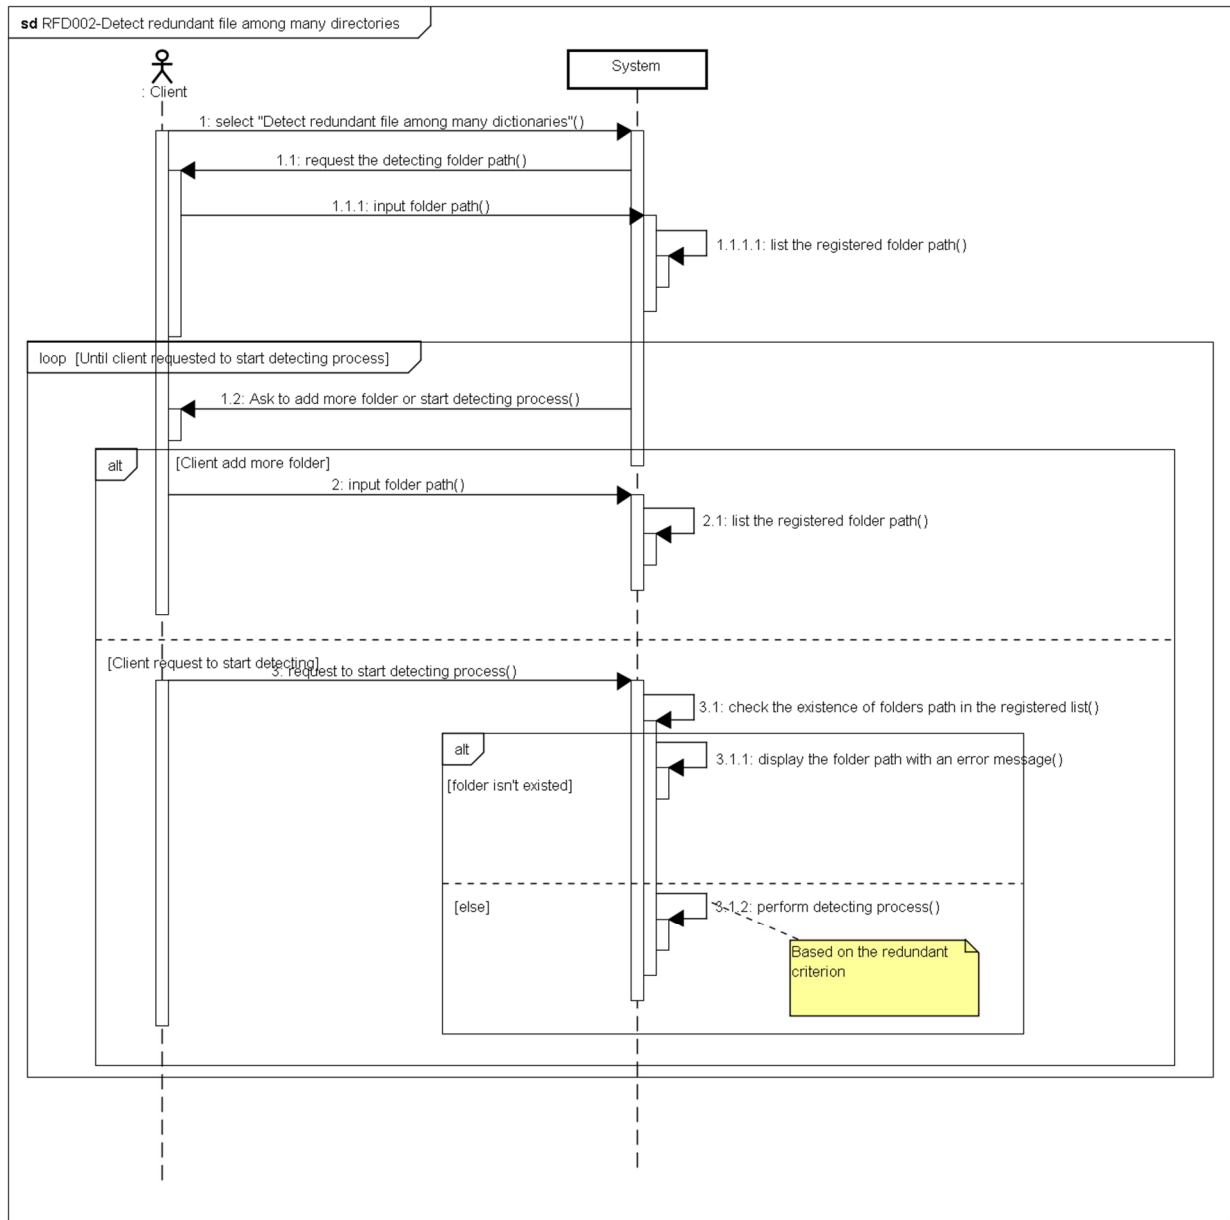 sd RFD002-Detect redundant file among many directories
: Client
System
1: select "Detect redundant file among many dictionaries"()
1.1: request the detecting folder path()
1.1.1: input folder path()
1.1.1.1: list the registered folder path()
loop [Until client requested to start detecting process]
1.2: Ask to add more folder or start detecting process()
alt
[Client add more folder]
2: input folder path()
2.1: list the registered folder path()
[Client request to start detecting]
3: request to start detecting process()
3.1: check the existence of folders path in the registered list()
alt
3.1.1: display the folder path with an error message()
[folder isn't existed]
[else]
3.1.2: perform detecting process()
Based on the redundant
criterion